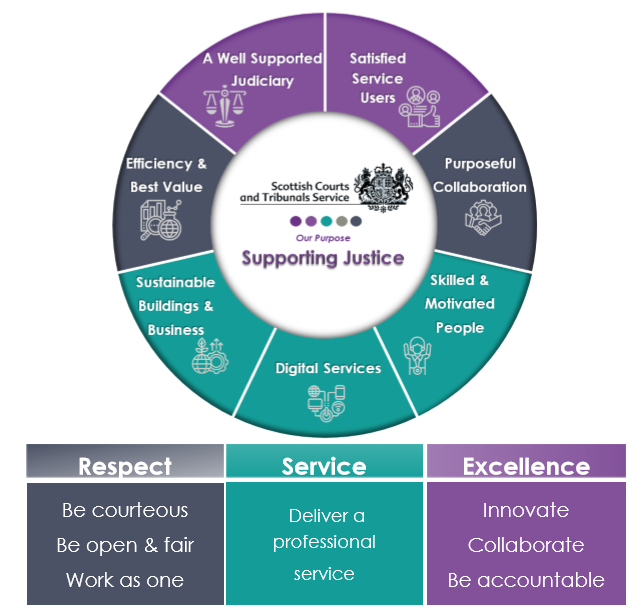 A Well Supported
Judiciary
Satisfied
Service
Users
Efficiency &
Best Value
Purposeful
Collaboration
Scottish Courts
and Tribunals Service
Our Purpose
Supporting Justice
Sustainable
Buildings &
Business
Skilled &
Motivated
People
Digital Services
Respect
Service
Excellence
Be courteous
Be open & fair
Work as one
Deliver a
professional
service
Innovate
Collaborate
Be accountable